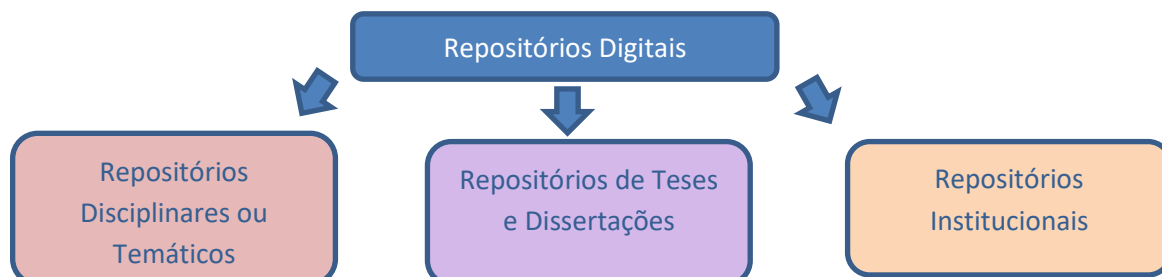 Repositórios Digitais
Repositórios
Disciplinares ou
Temáticos
Repositórios de Teses
e Dissertações
Repositórios
Institucionais